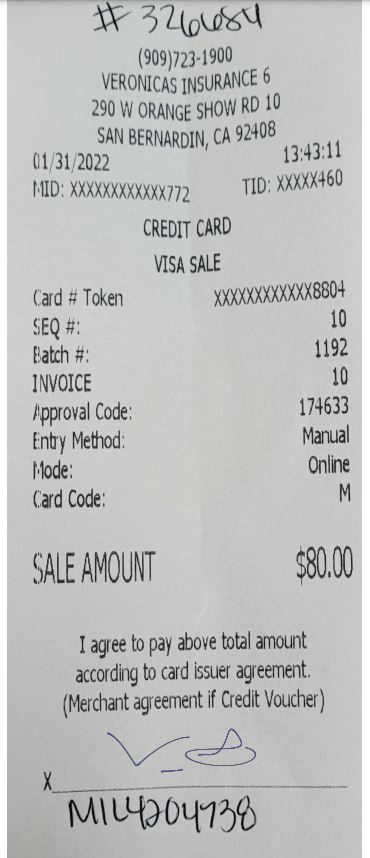 # 326684
(909)723-1900
VERONICAS INSURANCE 6
290 W ORANGE SHOW RD 10
SAN BERNARDIN, CA 92408
01/31/2022 13:43:11
MID: XXXXXXXXXXXX772 TID: XXXXX460
CREDIT CARD
VISA SALE
Card # Token XXXXXXXXXXXX8804
SEQ #: 10
Batch #: 1192
INVOICE 10
Approval Code: 174633
Entry Method: Manual
Mode: Online
Card Code: M
SALE AMOUNT $80.00
I agree to pay above total amount
according to card issuer agreement.
(Merchant agreement if Credit Voucher)
X
MIL4204738